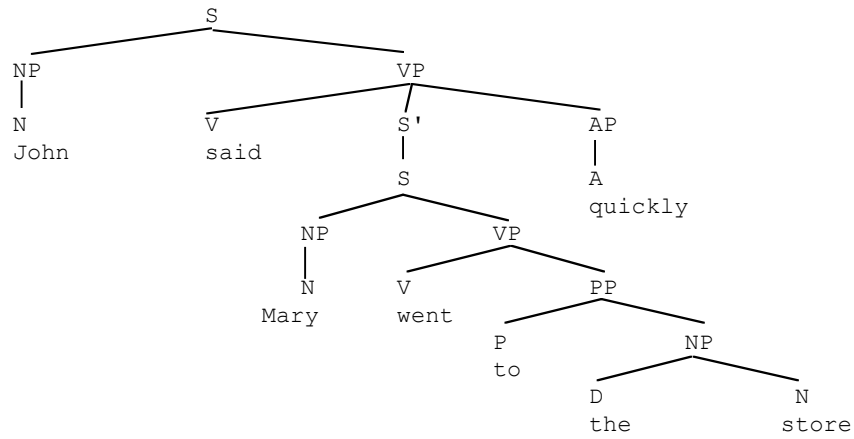 S
NP VP
N V S' AP
John said
S A
quickly
NP VP
N V PP
Mary went
P NP
to
D N
the store